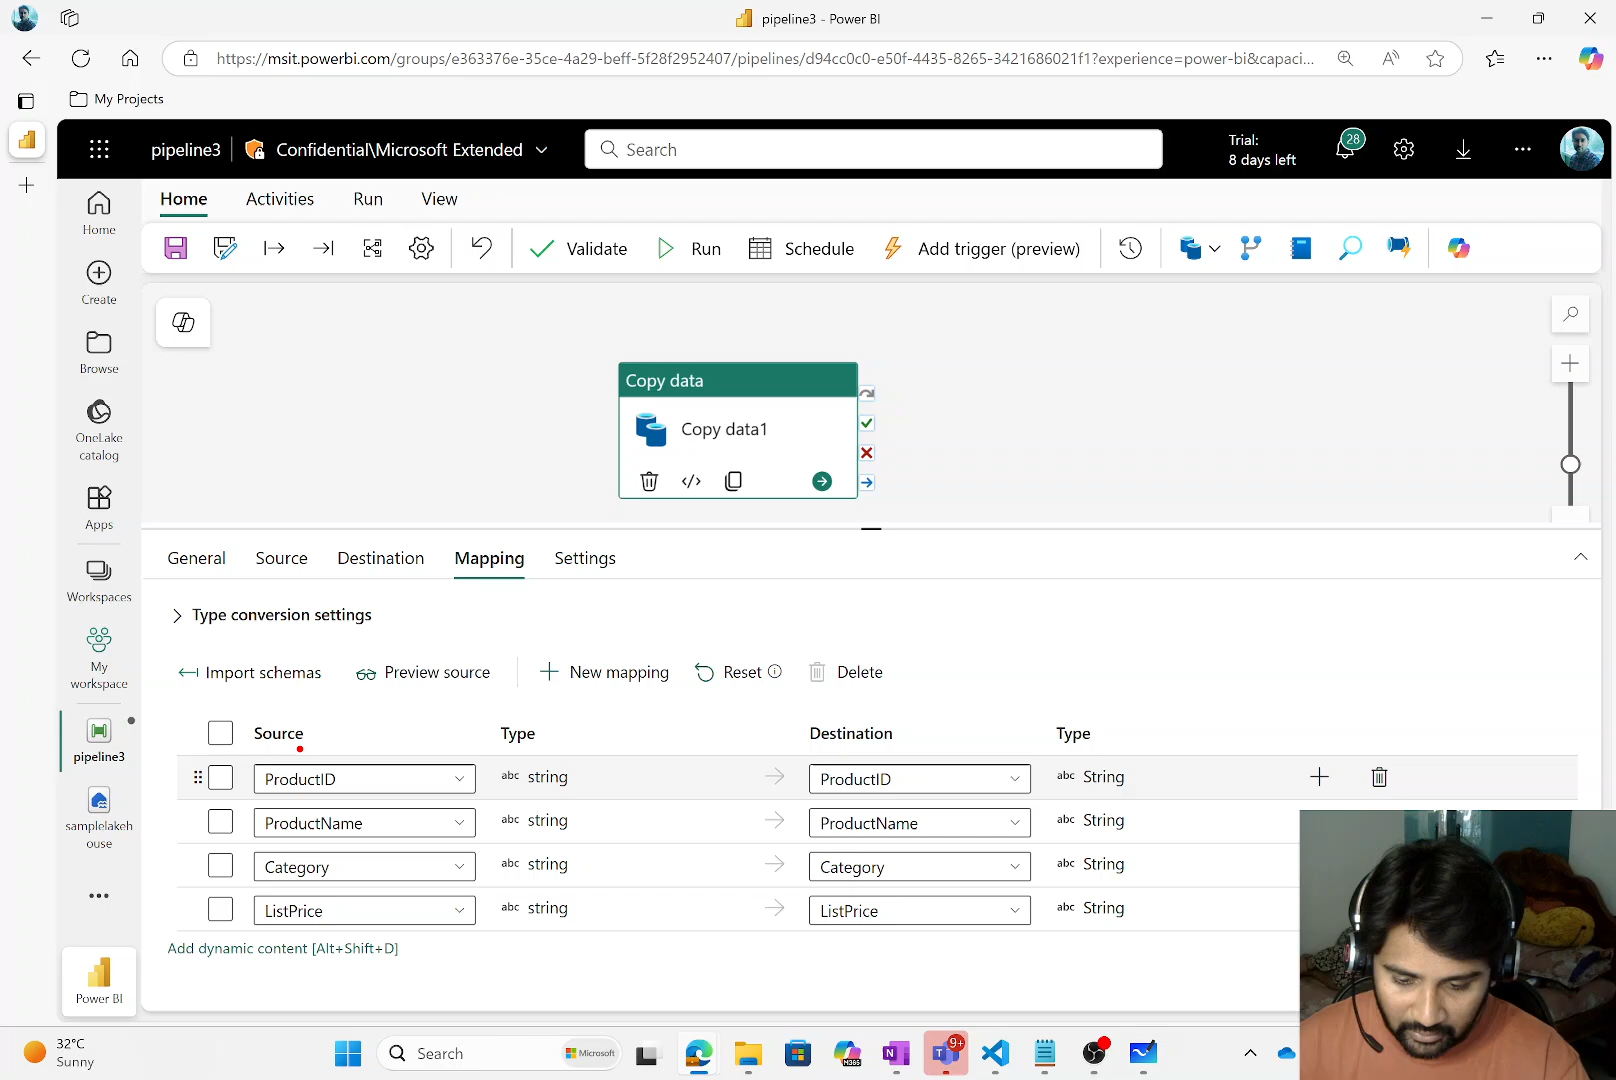 pipeline3 - Power BI
https://msit.powerbi.com/groups/e363376e-35ce-4a29-beff-5f28f2952407/pipelines/d94cc0c0-e50f-4435-8265-3421686021f1?experience=power-bi&capaci...
My Projects
pipeline3
Confidential\Microsoft Extended
Search
Trial:
8 days left
28
Home
Activities
Run
View
Validate
Run
Schedule
Add trigger (preview)
Home
Create
Browse
OneLake
catalog
Apps
Workspaces
My
workspace
pipeline3
samplelakeh
ouse
Power BI
Copy data
Copy data1
General
Source
Destination
Mapping
Settings
Type conversion settings
Import schemas
Preview source
New mapping
Reset
Delete
Source
Type
Destination
Type
ProductID
abc string
ProductID
abc String
ProductName
abc string
ProductName
abc String
Category
abc string
Category
abc String
ListPrice
abc string
ListPrice
abc String
Add dynamic content [Alt+Shift+D]
32°C
Sunny
Search
Microsoft
M365
N
9+